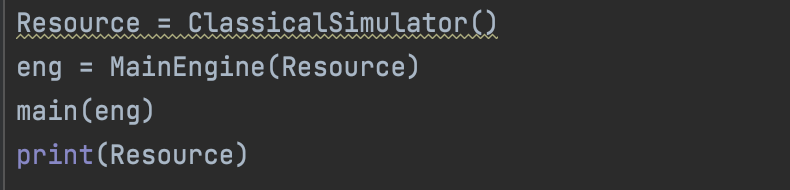 Resource = ClassicalSimulator()
eng = MainEngine(Resource)
main(eng)
print(Resource)